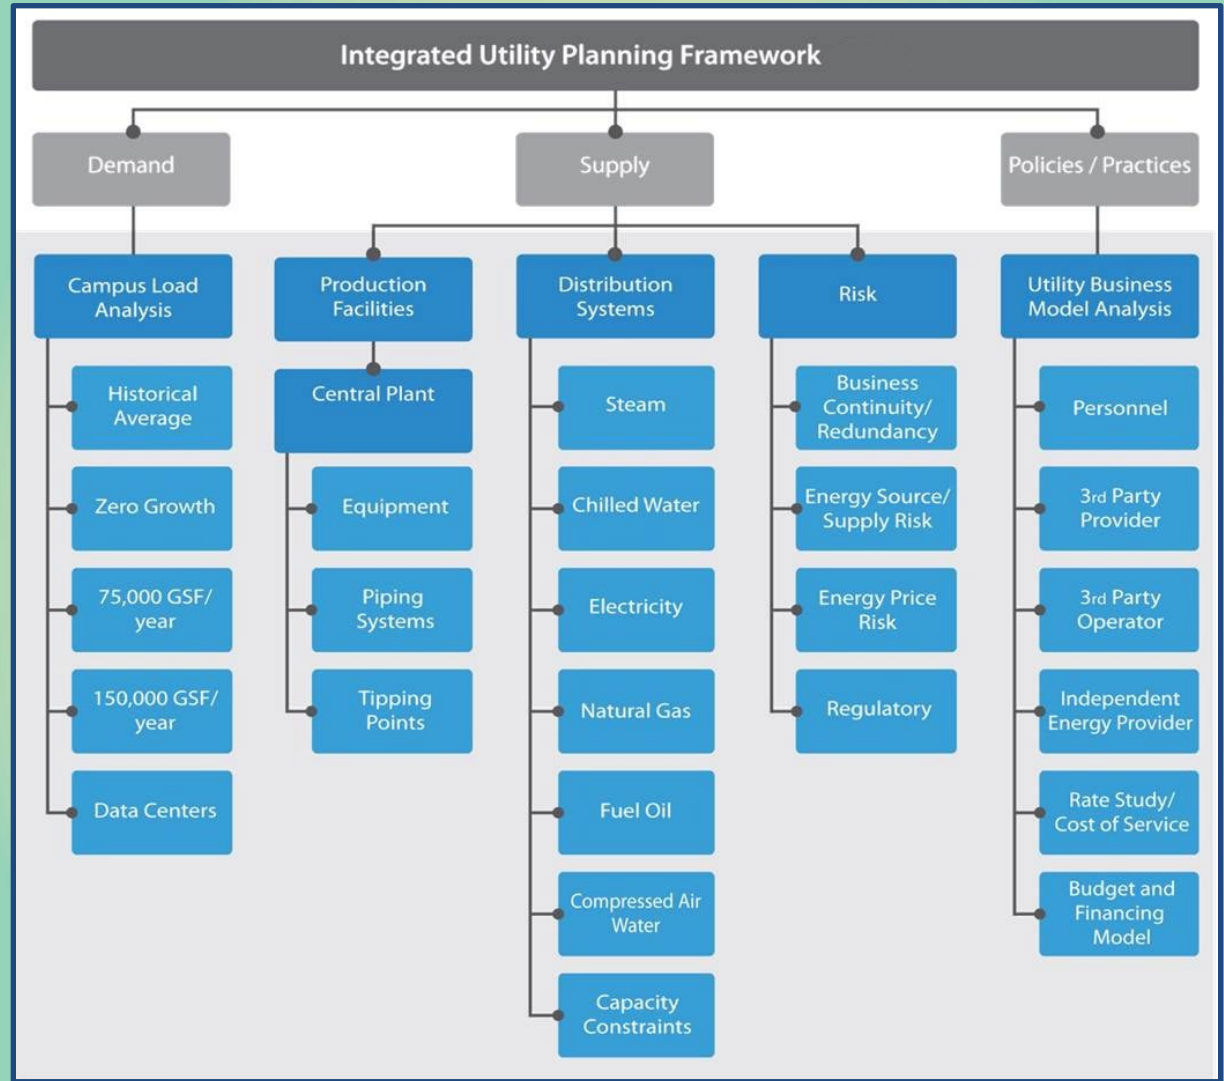 Integrated Utility Planning Framework
Demand
Supply
Policies / Practices
Campus Load
Analysis
Historical
Average
Zero Growth
75,000 GSF/
year
150,000 GSF/
year
Data Centers
Production
Facilities
Central Plant
Equipment
Piping
Systems
Tipping
Points
Distribution
Systems
Steam
Chilled Water
Electricity
Natural Gas
Fuel Oil
Compressed Air
Water
Capacity
Constraints
Risk
Business
Continuity/
Redundancy
Energy Source/
Supply Risk
Energy Price
Risk
Regulatory
Utility Business
Model Analysis
Personnel
3rd Party
Provider
3rd Party
Operator
Independent
Energy Provider
Rate Study/
Cost of Service
Budget and
Financing
Model